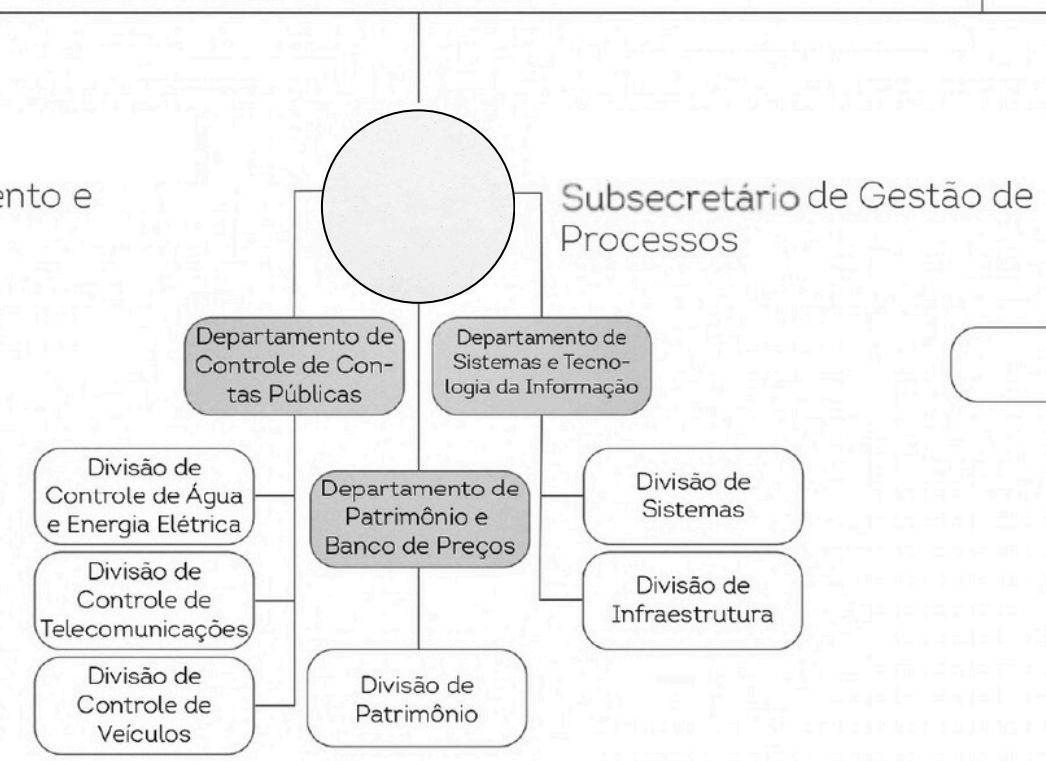 ento e
Subsecretário de Gestão de
Processos
Departamento de
Controle de Con-
tas Públicas
Departamento de
Sistemas e Tecno-
logia da Informação
Divisão de
Controle de Água
e Energia Elétrica
Departamento de
Patrimônio e
Banco de Preços
Divisão de
Sistemas
Divisão de
Controle de
Telecomunicações
Divisão de
Infraestrutura
Divisão de
Controle de
Veículos
Divisão de
Patrimônio